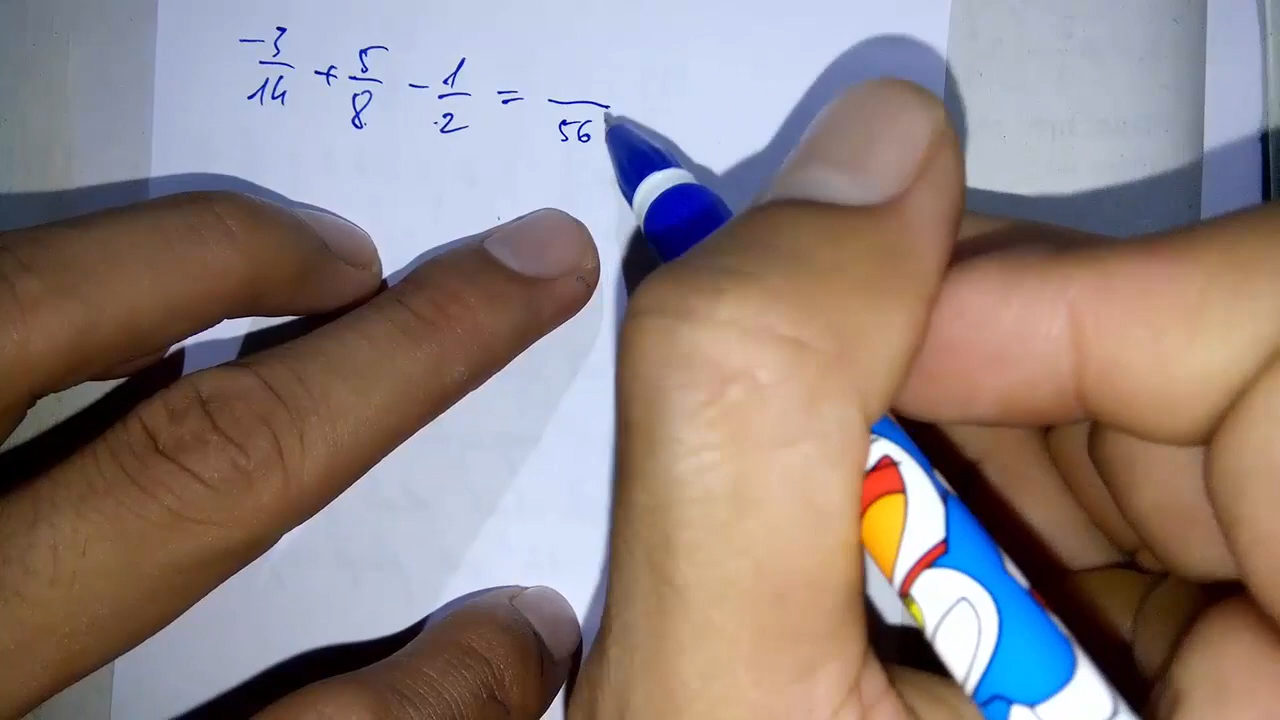 -3/14 + 5/8 - 1/2 = /56